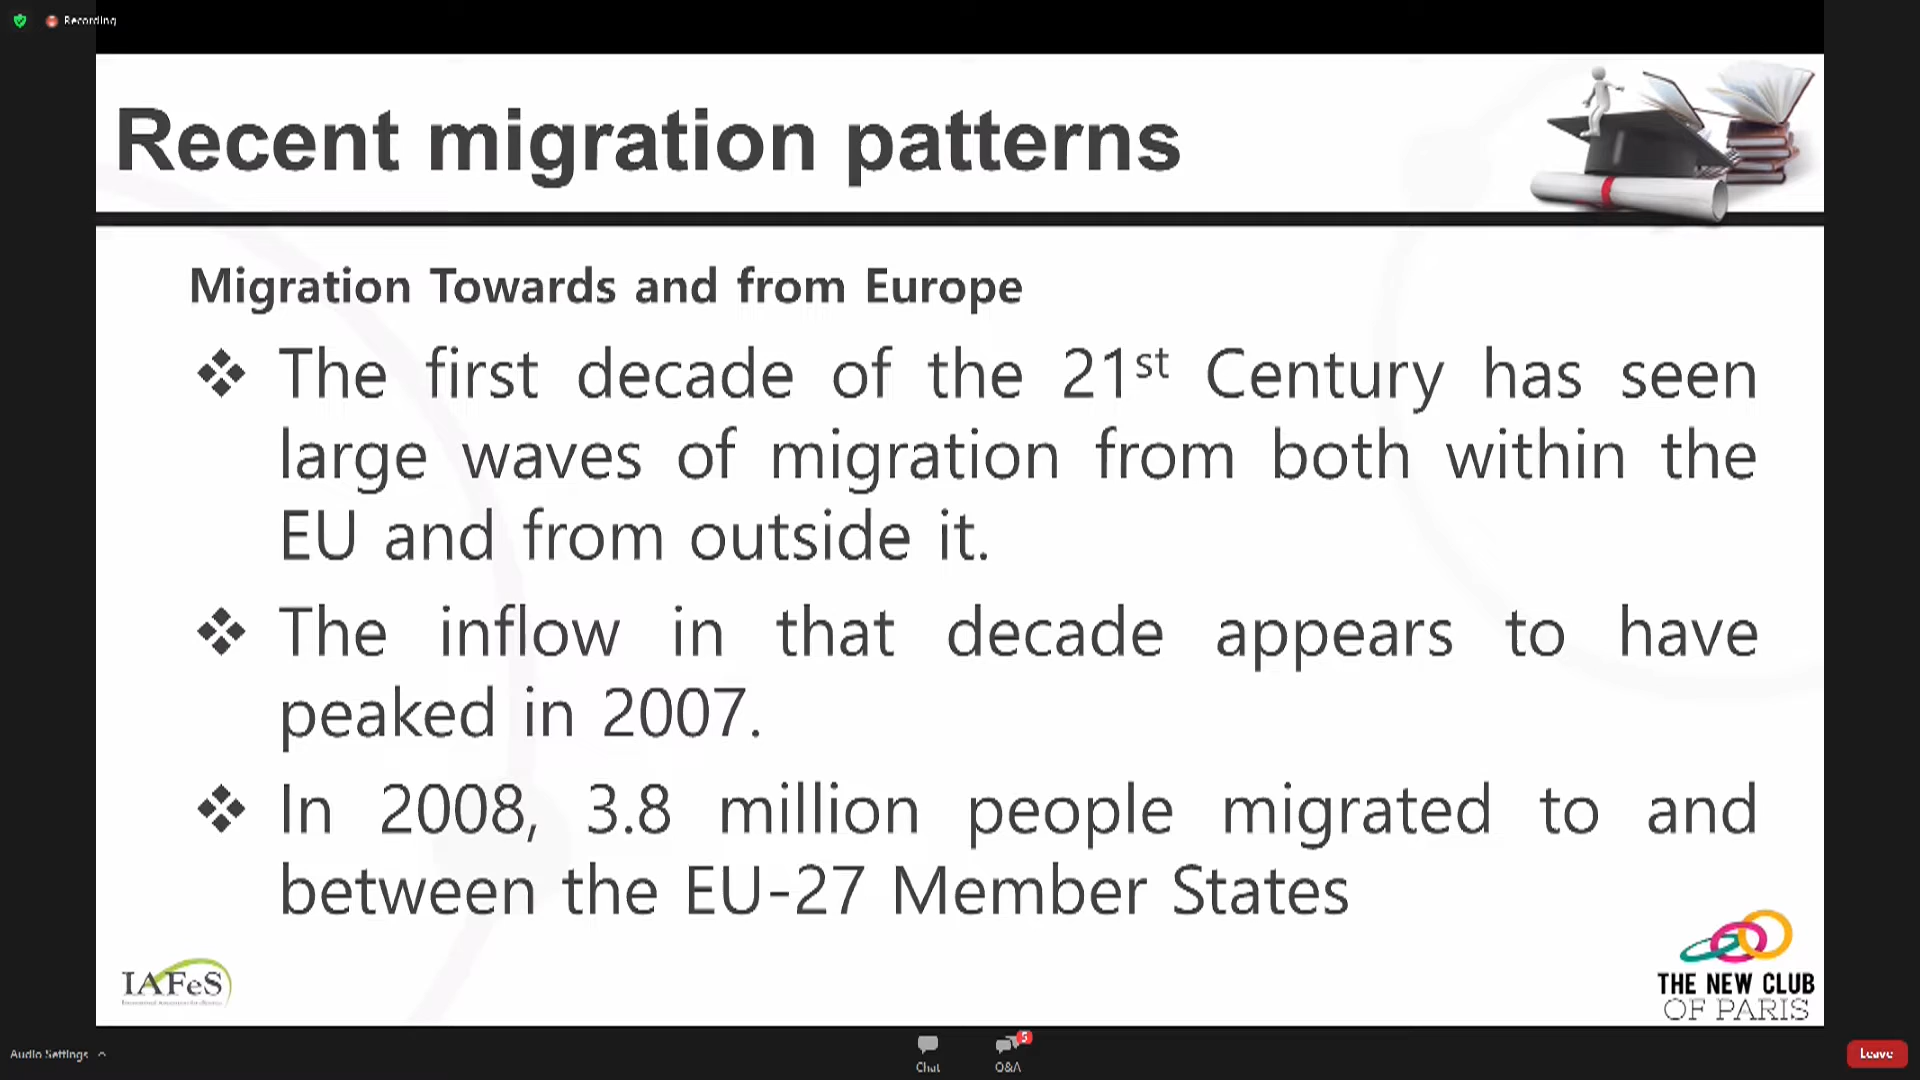 Recording
Recent migration patterns
Migration Towards and from Europe
❖ The first decade of the 21st Century has seen
large waves of migration from both within the
EU and from outside it.
❖ The inflow in that decade appears to have
peaked in 2007.
❖ In 2008, 3.8 million people migrated to and
between the EU-27 Member States
IAFeS
THE NEW CLUB
OF PARIS
Audio Settings
Chat
5
Q&A
Leave